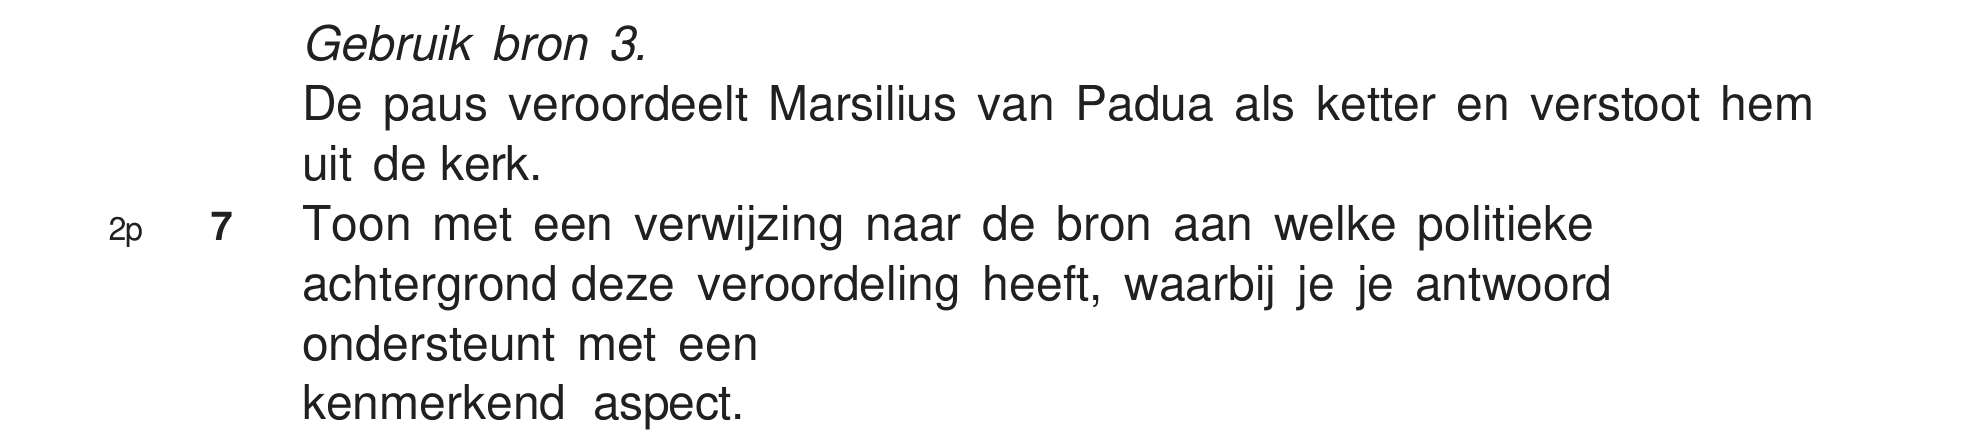 Gebruik bron 3.
De paus veroordeelt Marsilius van Padua als ketter en verstoot hem
uit de kerk.
2p 7 Toon met een verwijzing naar de bron aan welke politieke
achtergrond deze veroordeling heeft, waarbij je je antwoord
ondersteunt met een
kenmerkend aspect.